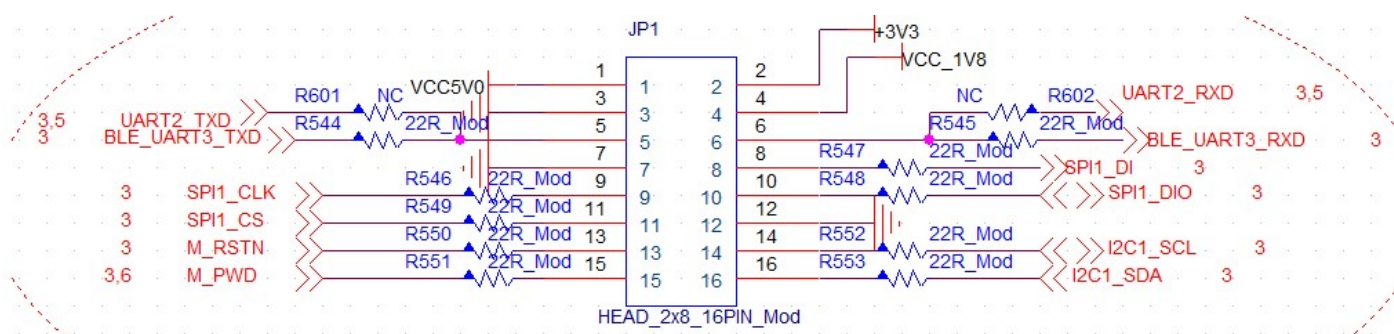 JP1
+3V3
VCC_1V8
1 1 2 2
VCC5V0
R601 NC NC R602 UART2_RXD 3,5
3 3 4 4
3,5 UART2_TXD
R544 22R_Mod 5 5 6 6 R545 22R_Mod
3 BLE_UART3_TXD BLE_UART3_RXD 3
7 7 8 8 R547 22R_Mod SPI1_DI 3
3 SPI1_CLK R546 22R_Mod 9 9 10 10 R548 22R_Mod SPI1_DIO 3
3 SPI1_CS R549 22R_Mod 11 11 12 12
3 M_RSTN R550 22R_Mod 13 13 14 14 R552 22R_Mod I2C1_SCL 3
3,6 M_PWD R551 22R_Mod 15 15 16 16 R553 22R_Mod I2C1_SDA 3
HEAD_2x8_16PIN_Mod